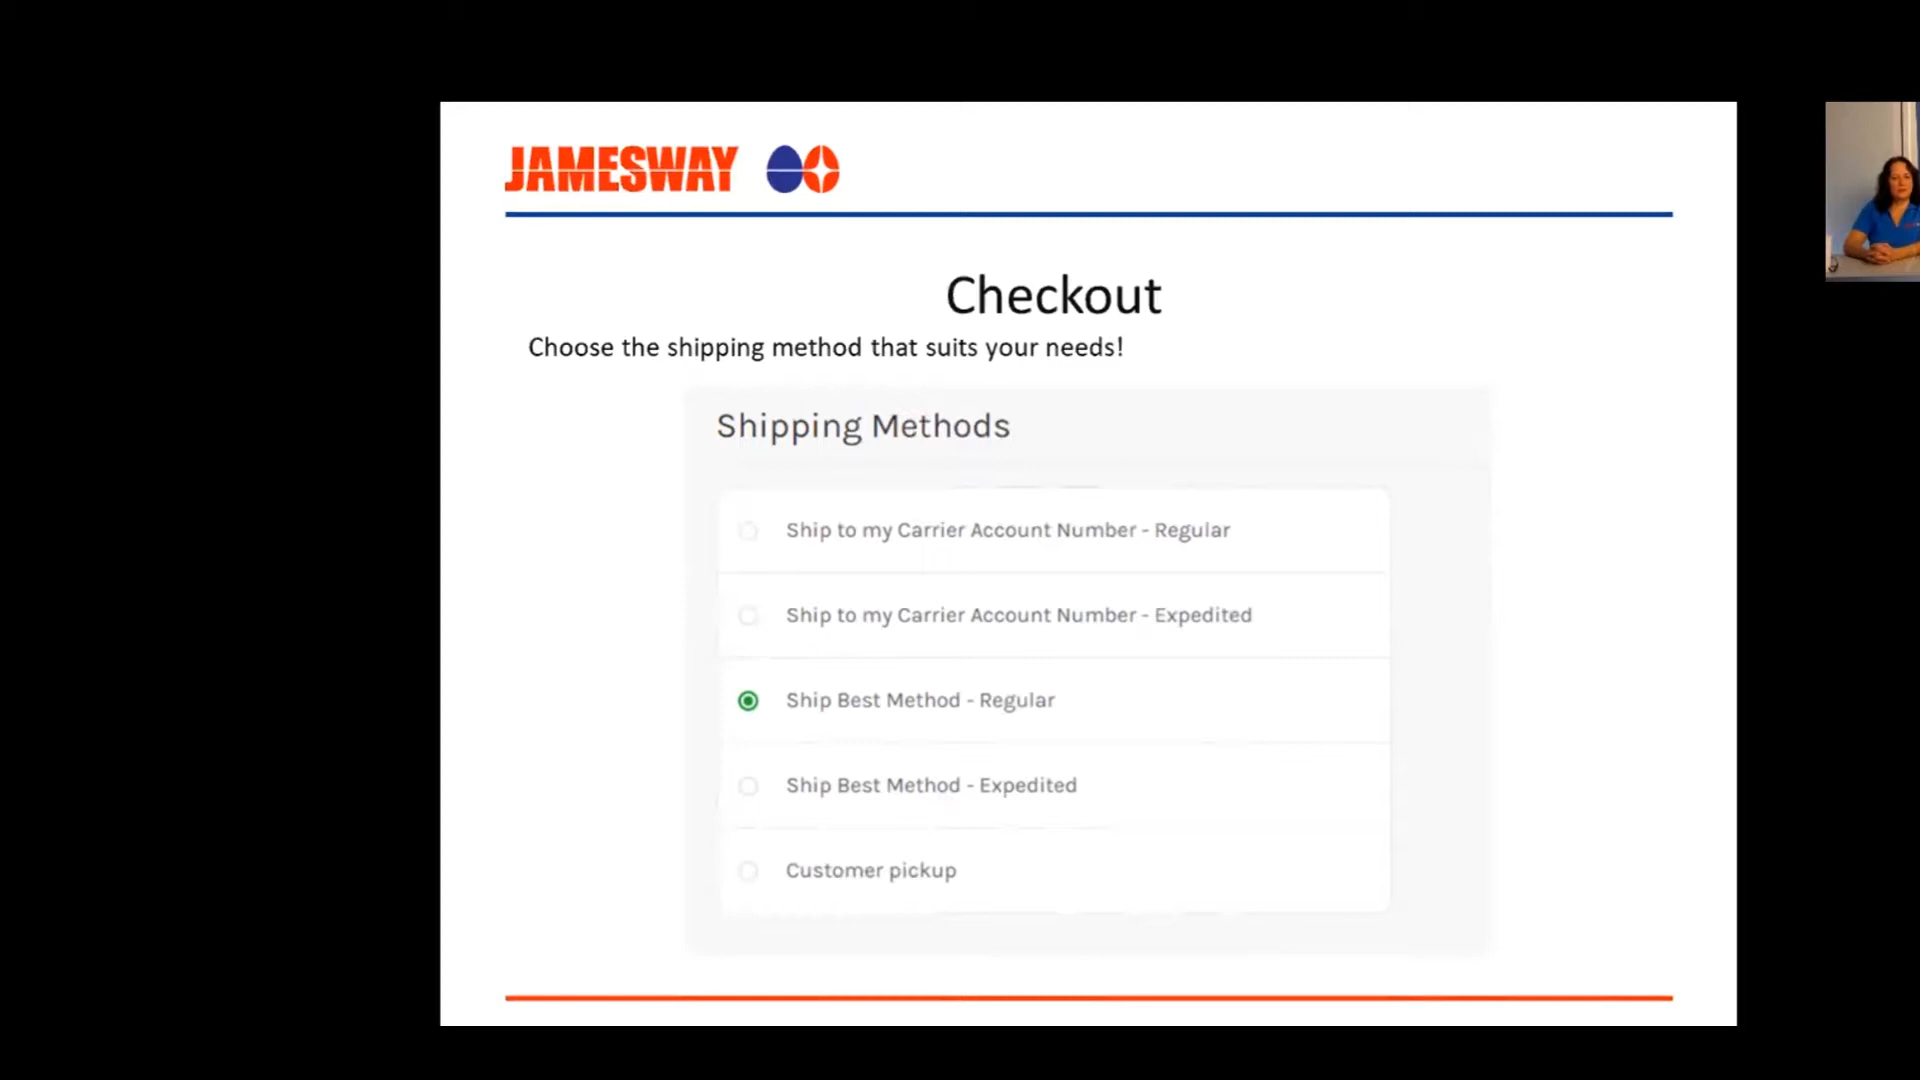 JAMESWAY
Checkout
Choose the shipping method that suits your needs!
Shipping Methods
Ship to my Carrier Account Number - Regular
Ship to my Carrier Account Number - Expedited
Ship Best Method - Regular
Ship Best Method - Expedited
Customer pickup